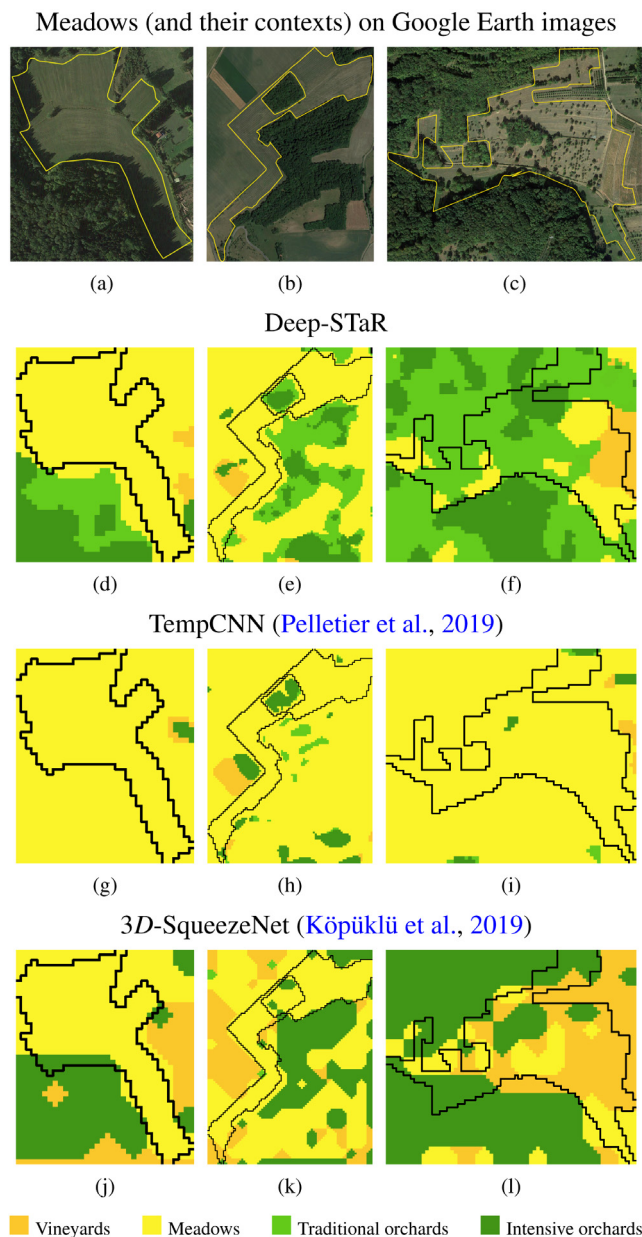 Meadows (and their contexts) on Google Earth images
(a) (b) (c)
Deep-STaR
(d) (e) (f)
TempCNN (Pelletier et al., 2019)
(g) (h) (i)
3D-SqueezeNet (Köpüklü et al., 2019)
(j) (k) (l)
Vineyards Meadows Traditional orchards Intensive orchards